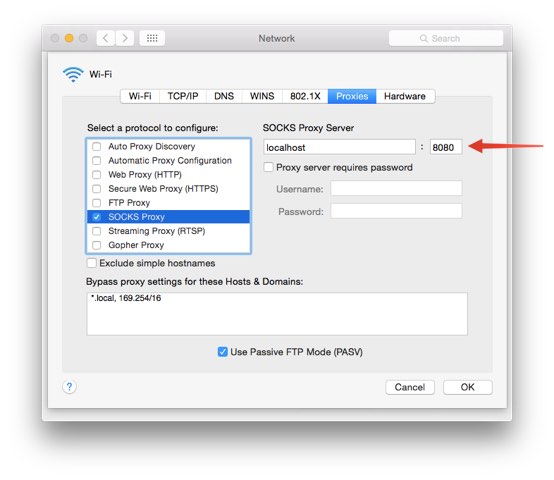 Network
Search
Wi-Fi
Wi-Fi TCP/IP DNS WINS 802.1X Proxies Hardware
Select a protocol to configure:
Auto Proxy Discovery
Automatic Proxy Configuration
Web Proxy (HTTP)
Secure Web Proxy (HTTPS)
FTP Proxy
SOCKS Proxy
Streaming Proxy (RTSP)
Gopher Proxy
Exclude simple hostnames
SOCKS Proxy Server
localhost : 8080
Proxy server requires password
Username:
Password:
Bypass proxy settings for these Hosts & Domains:
*.local, 169.254/16
Use Passive FTP Mode (PASV)
?
Cancel OK